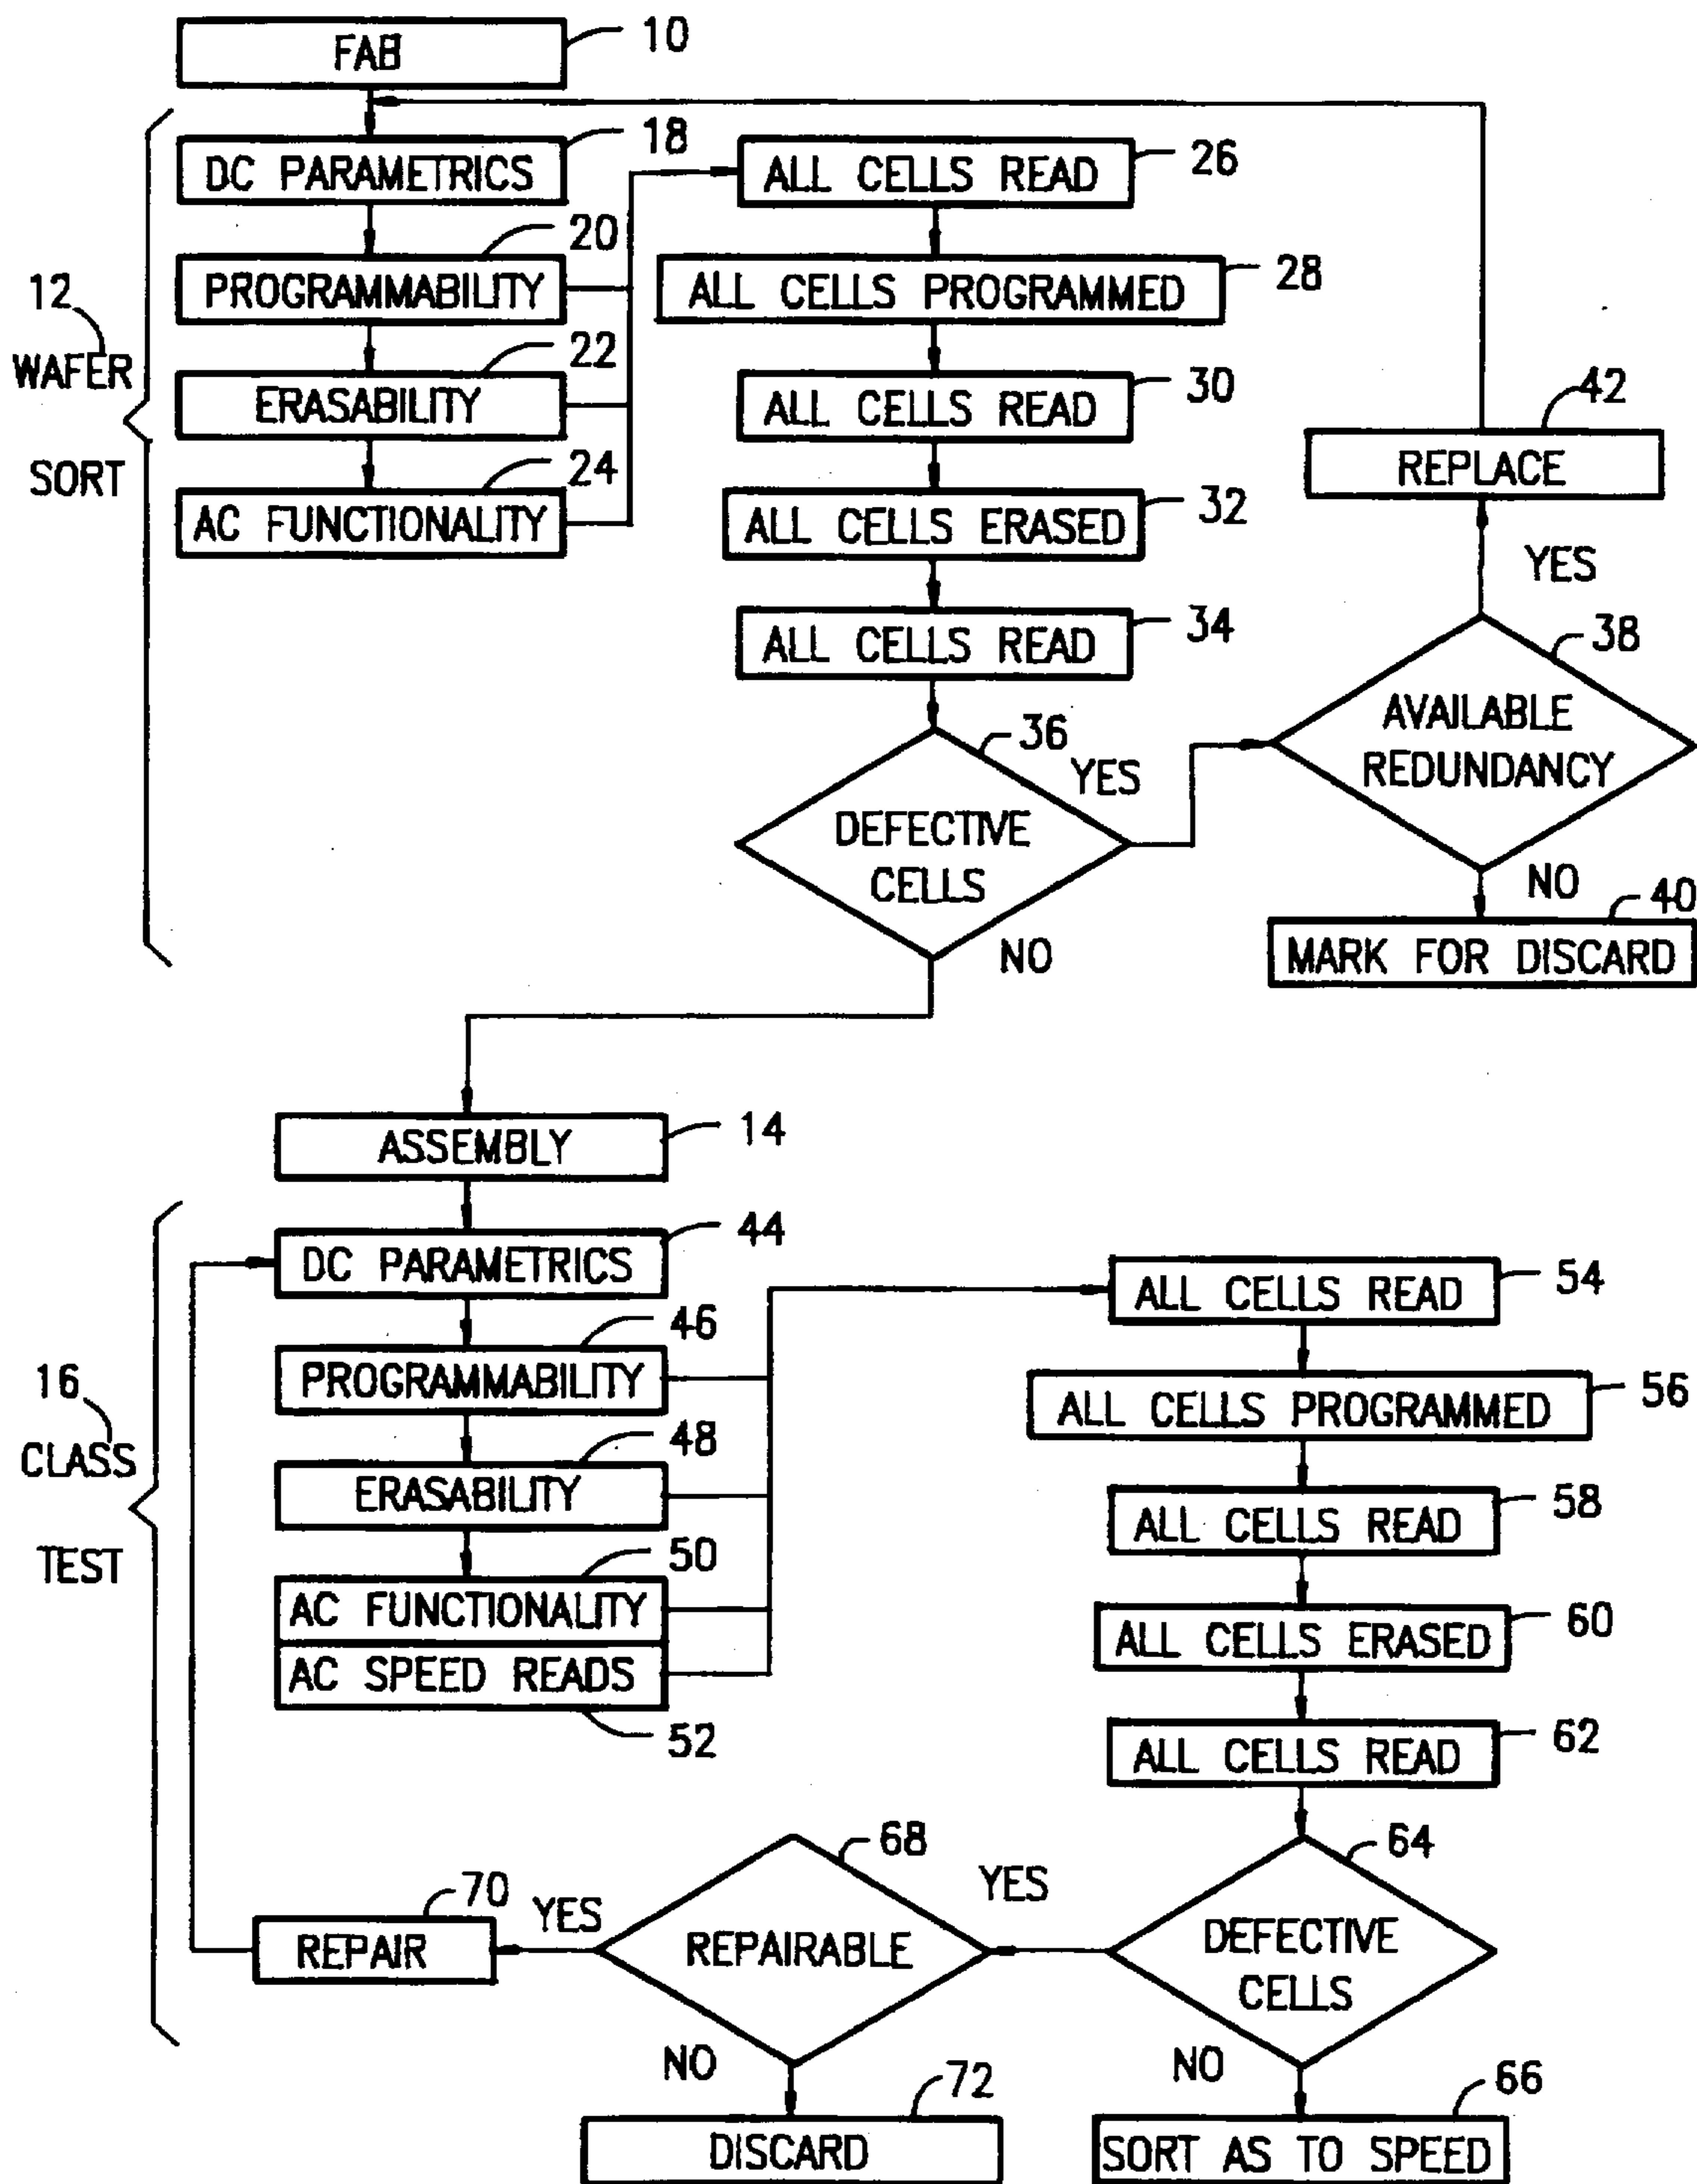 FAB
10
DC PARAMETRICS
18
PROGRAMMABILITY
20
ERASABILITY
22
AC FUNCTIONALITY
24
12
WAFER
SORT
ALL CELLS READ
26
ALL CELLS PROGRAMMED
28
ALL CELLS READ
30
ALL CELLS ERASED
32
ALL CELLS READ
34
DEFECTIVE
CELLS
36
YES
NO
AVAILABLE
REDUNDANCY
38
YES
NO
REPLACE
42
MARK FOR DISCARD
40
ASSEMBLY
14
DC PARAMETRICS
44
PROGRAMMABILITY
46
ERASABILITY
48
AC FUNCTIONALITY
50
AC SPEED READS
52
16
CLASS
TEST
ALL CELLS READ
54
ALL CELLS PROGRAMMED
56
ALL CELLS READ
58
ALL CELLS ERASED
60
ALL CELLS READ
62
DEFECTIVE
CELLS
64
YES
NO
REPAIRABLE
68
YES
NO
REPAIR
70
DISCARD
72
SORT AS TO SPEED
66